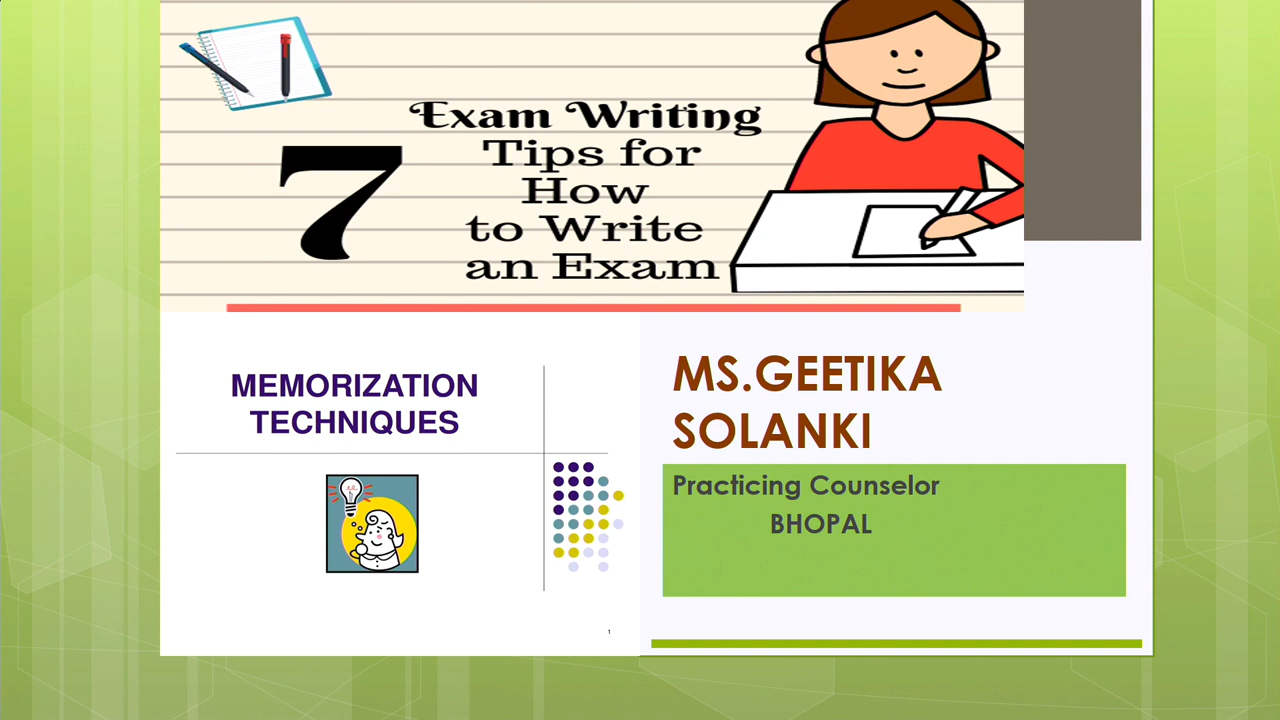 Exam Writing
7
Tips for
How
to Write
an Exam
MEMORIZATION
TECHNIQUES
1
MS.GEETIKA
SOLANKI
Practicing Counselor
BHOPAL